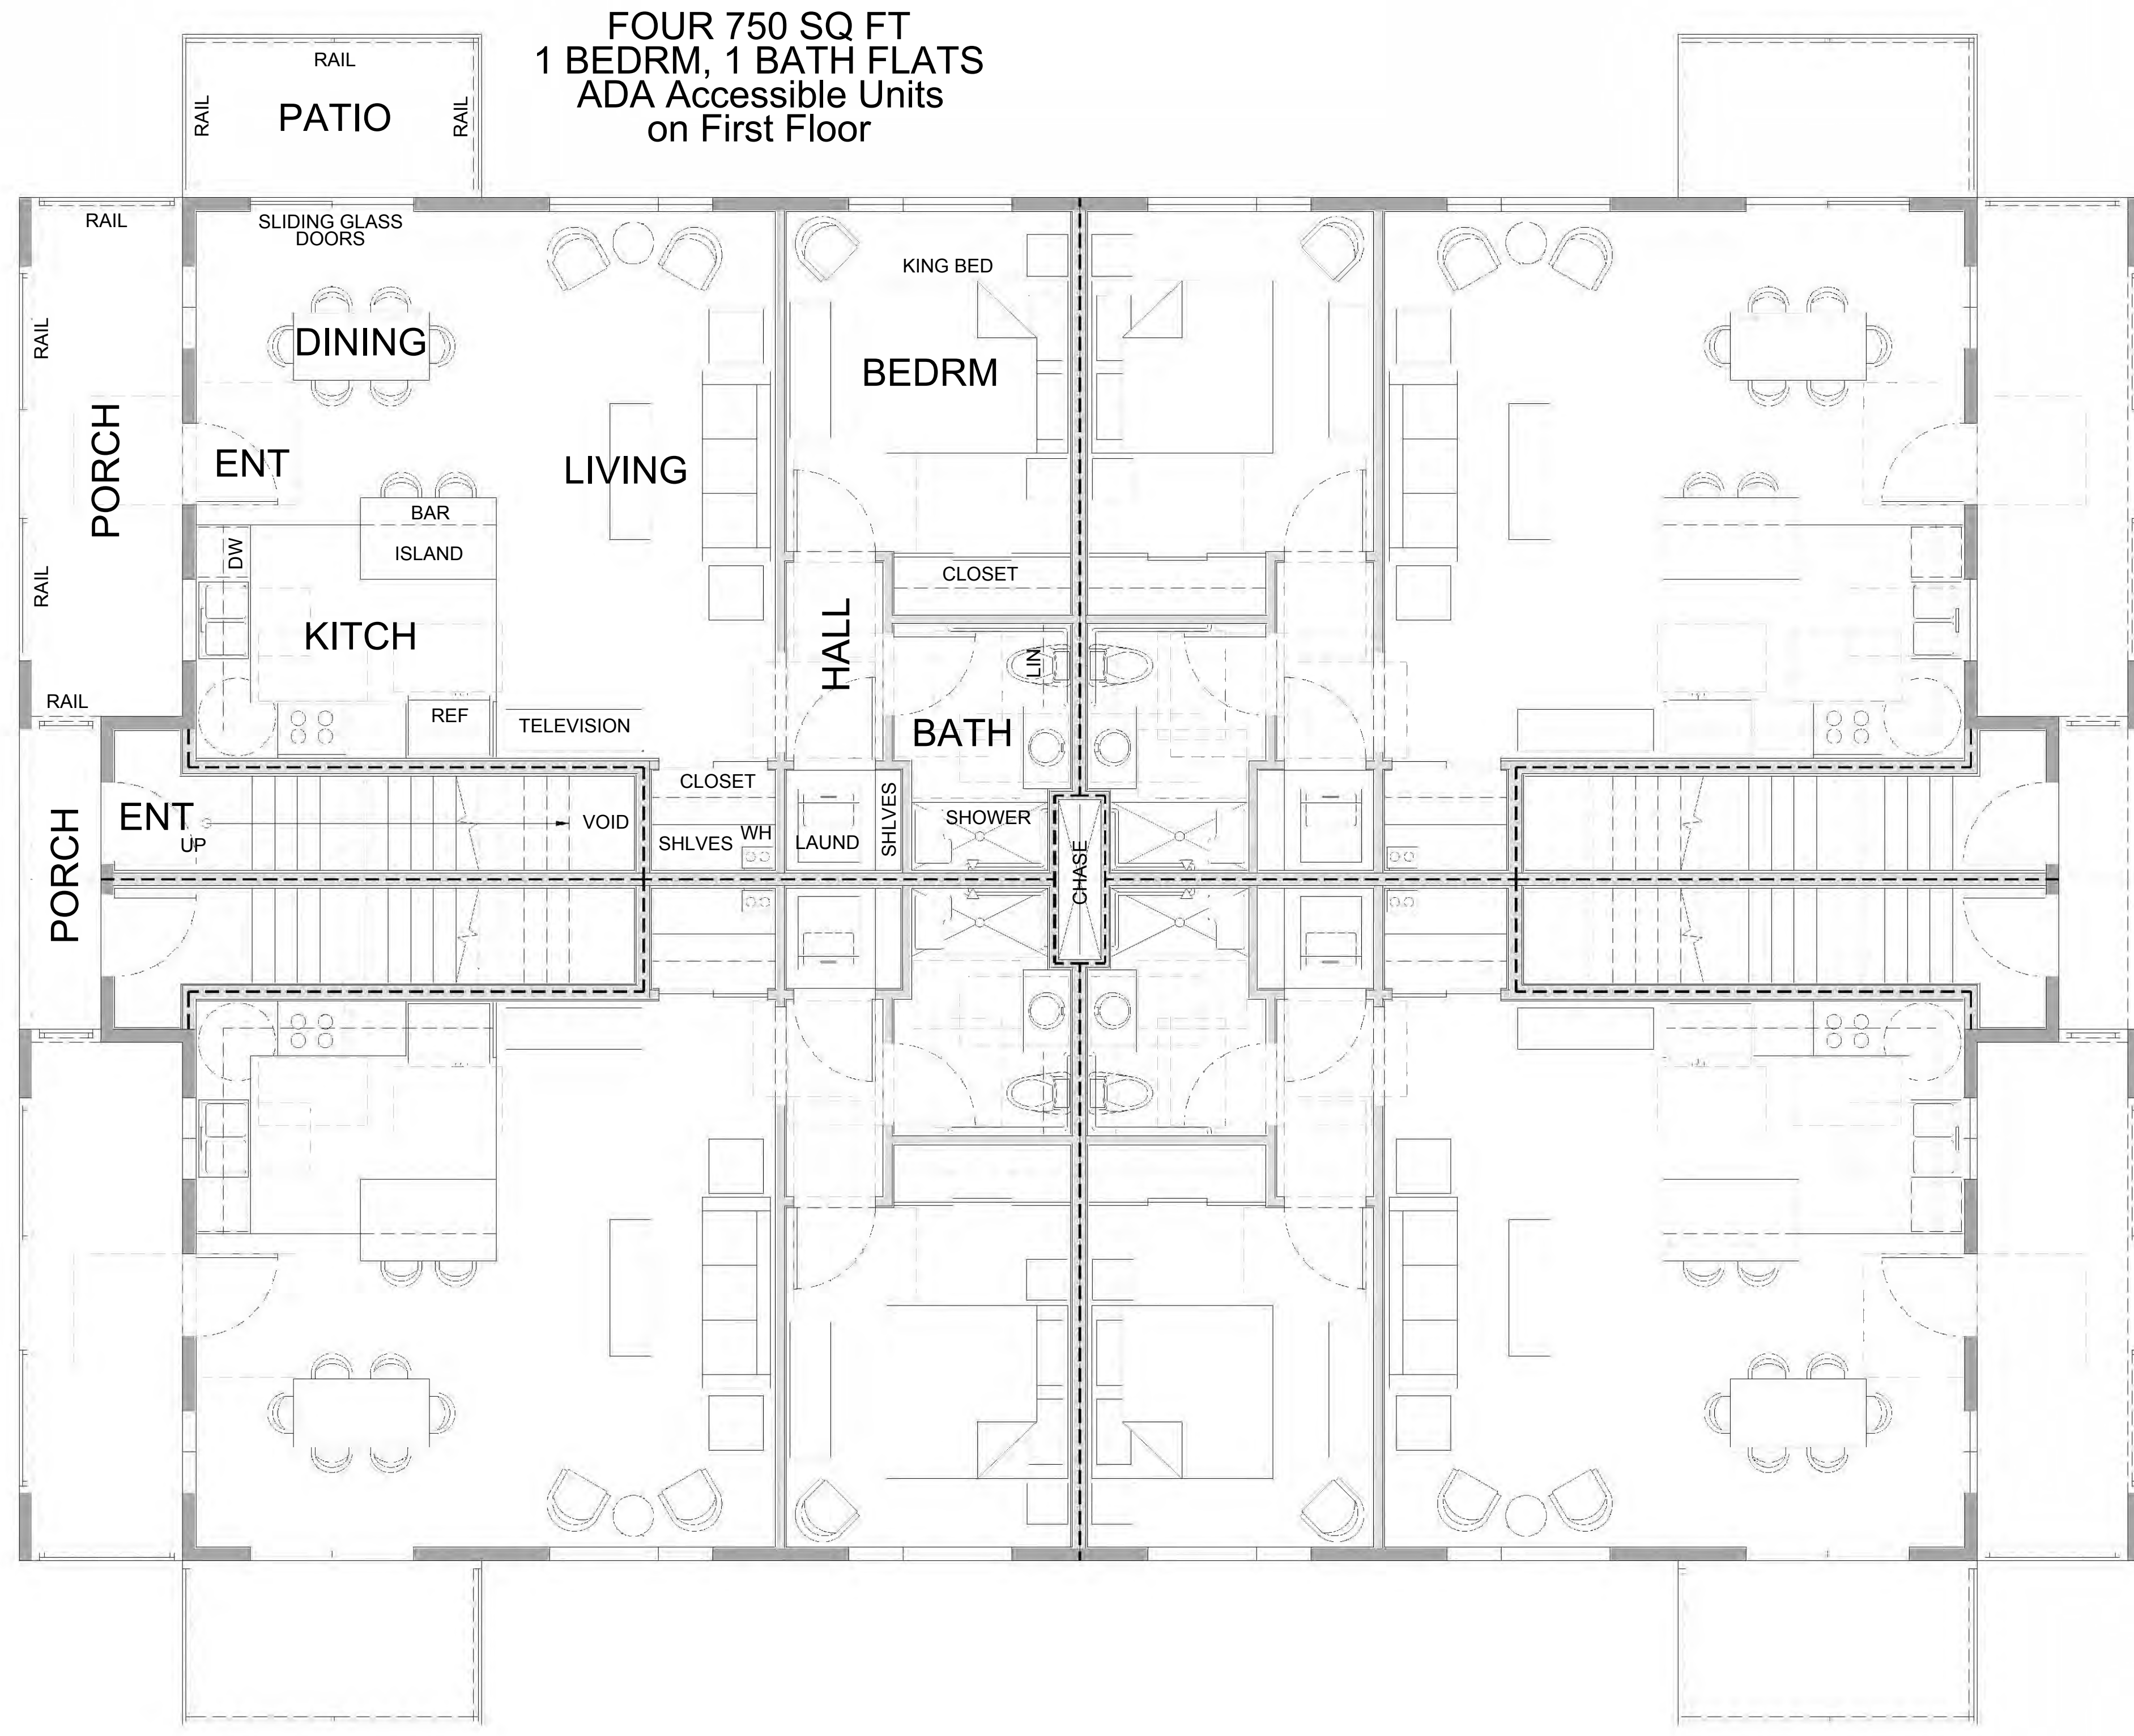 FOUR 750 SQ FT
1 BEDRM, 1 BATH FLATS
ADA Accessible Units
on First Floor
RAIL
RAIL
PATIO
RAIL
RAIL
SLIDING GLASS
DOORS
KING BED
RAIL
DINING
BEDRM
PORCH
ENT
LIVING
BAR
ISLAND
DW
CLOSET
RAIL
KITCH
HALL
LIN
RAIL
REF
TELEVISION
BATH
CLOSET
ENT
UP
VOID
SHLVES
WH
LAUND
SHLVES
SHOWER
PORCH
CHASE